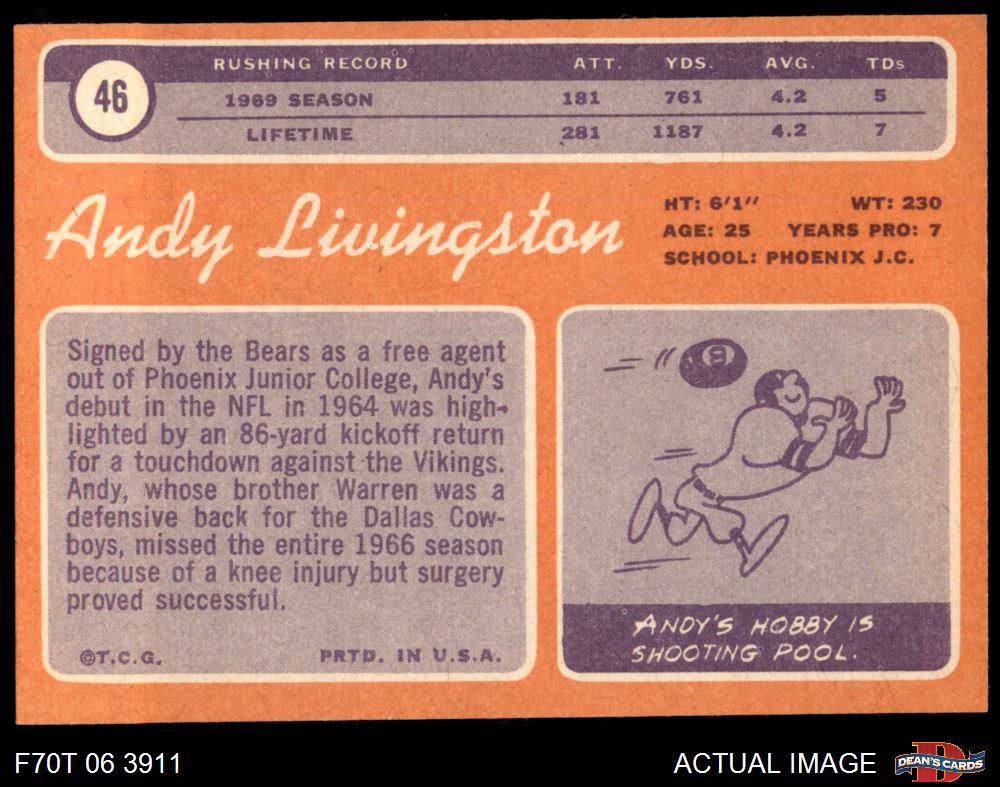 46
RUSHING RECORD ATT. YDS. AVG. TDs
1969 SEASON 181 761 4.2 5
LIFETIME 281 1187 4.2 7
Andy Livingston
HT: 6'1" WT: 230
AGE: 25 YEARS PRO: 7
SCHOOL: PHOENIX J.C.
Signed by the Bears as a free agent
out of Phoenix Junior College, Andy's
debut in the NFL in 1964 was high-
lighted by an 86-yard kickoff return
for a touchdown against the Vikings.
Andy, whose brother Warren was a
defensive back for the Dallas Cow-
boys, missed the entire 1966 season
because of a knee injury but surgery
proved successful.
©T.C.G. PRTD. IN U.S.A.
8
ANDY'S HOBBY IS
SHOOTING POOL.
F70T 06 3911
ACTUAL IMAGE
DEAN'S CARDS